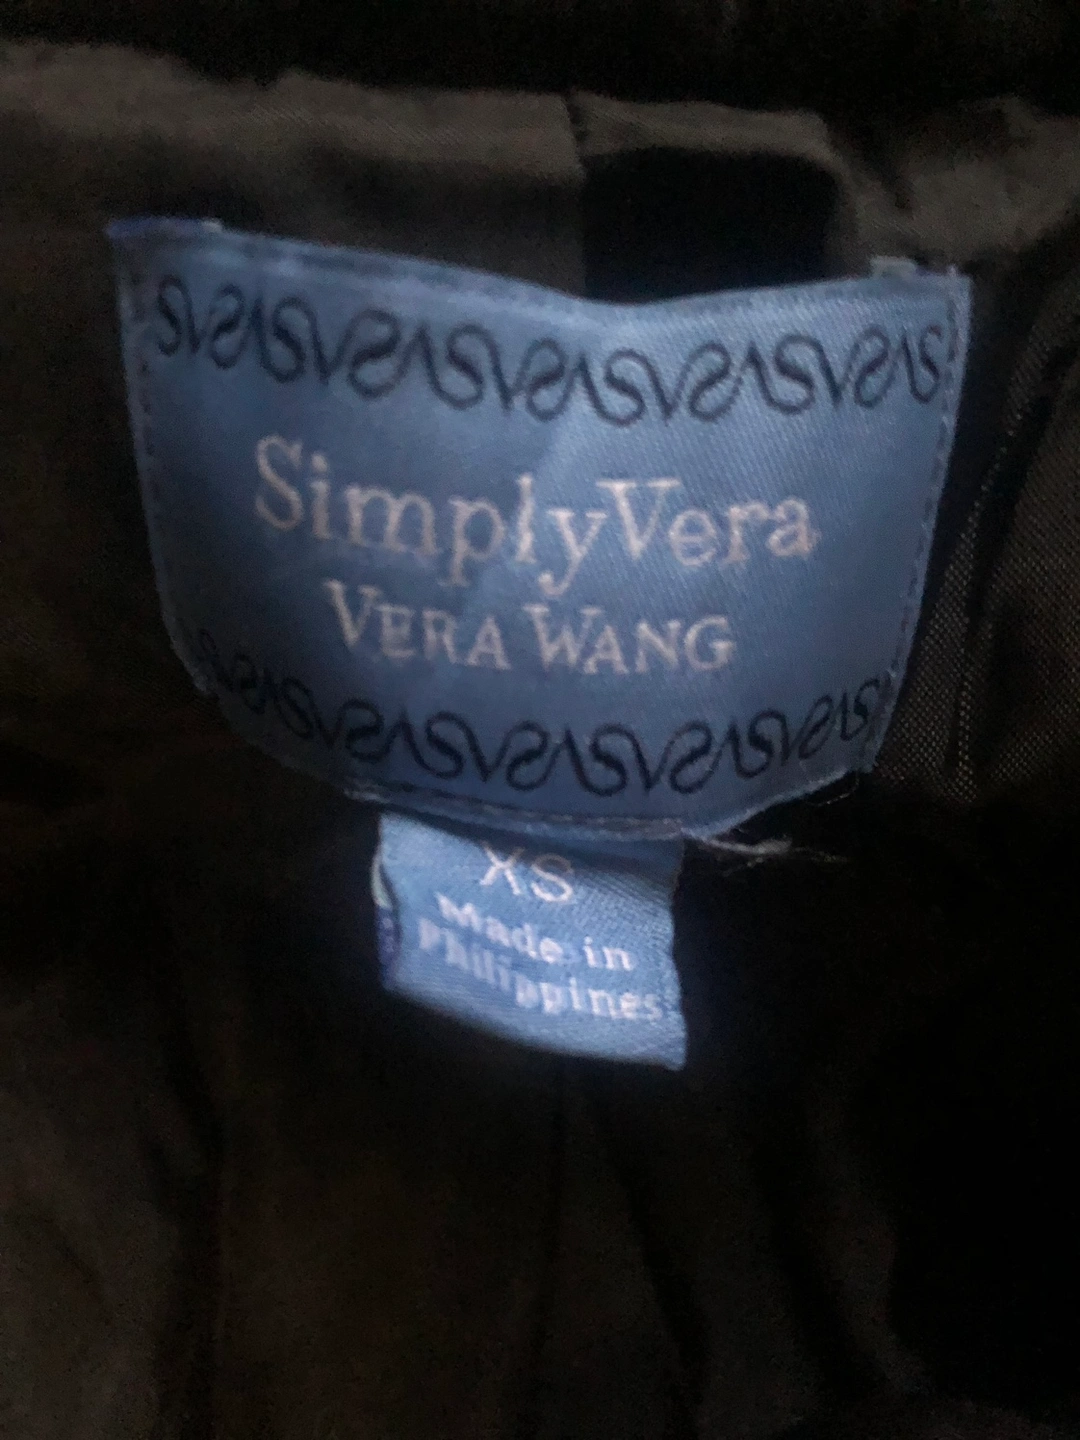 SimplyVera
VERA WANG
XS
Made in
Philippines